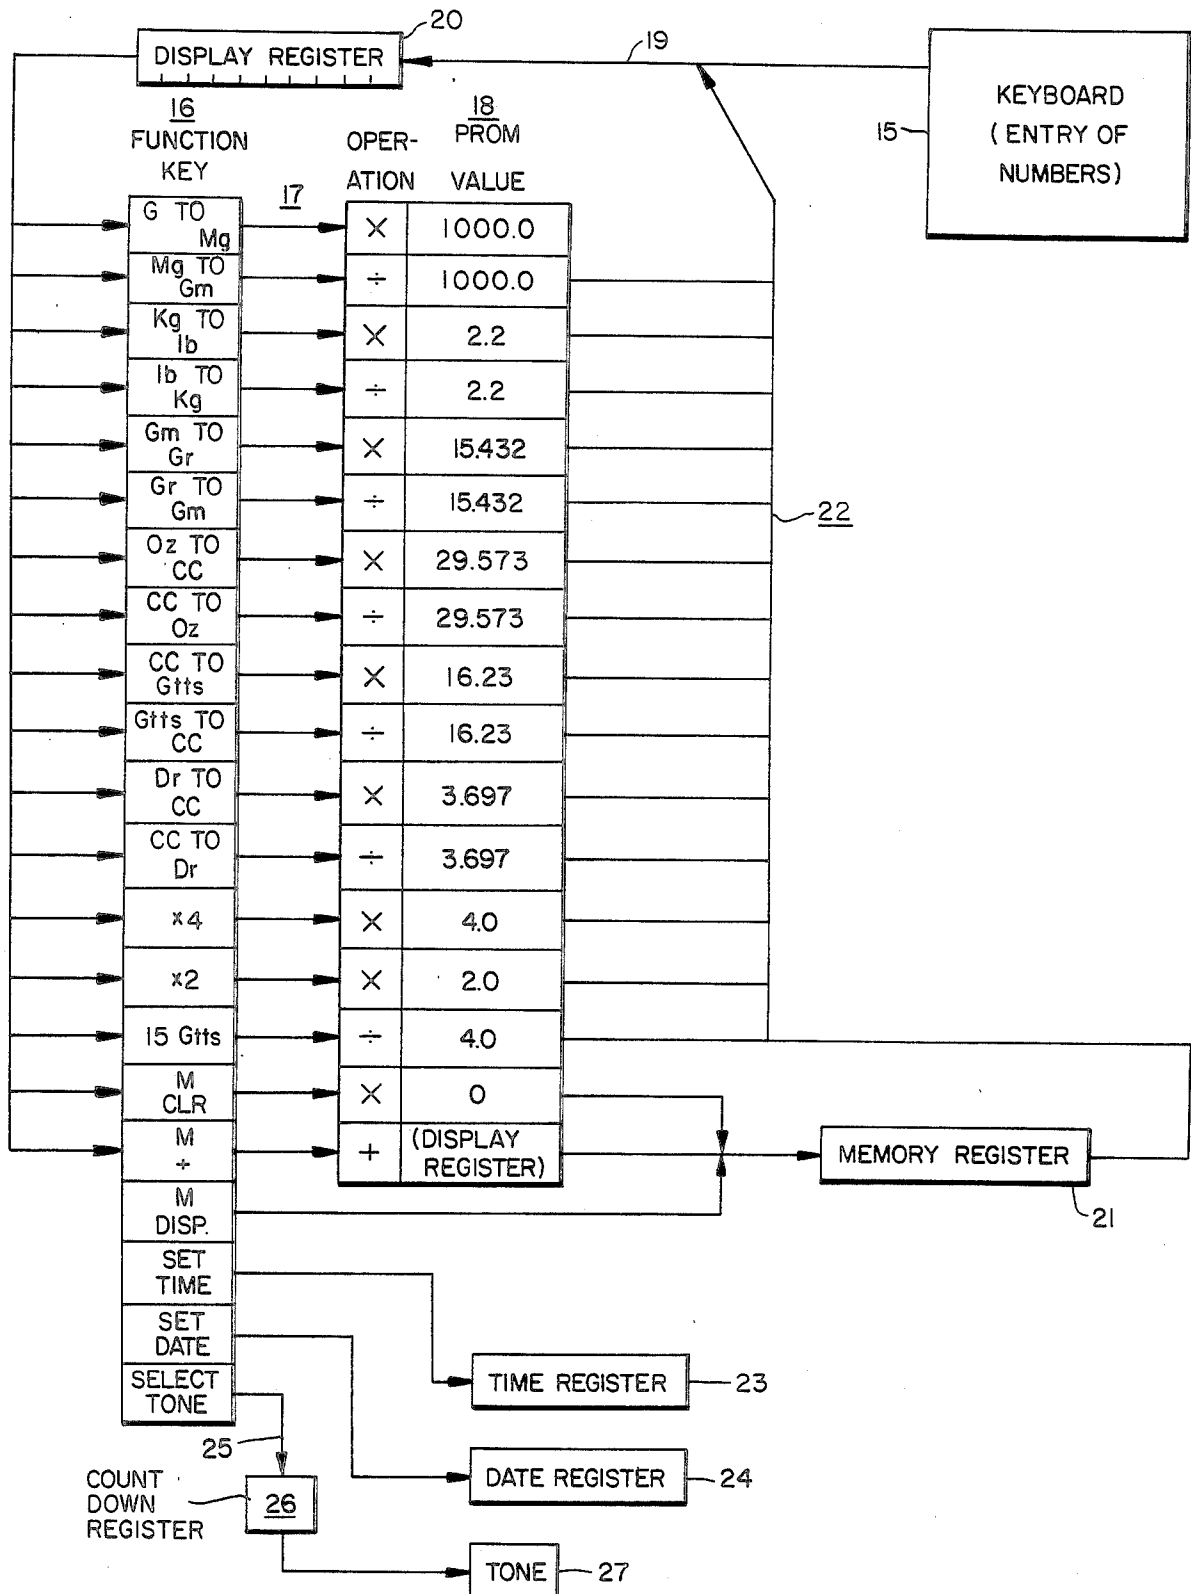 20
DISPLAY REGISTER
19
KEYBOARD
(ENTRY OF
NUMBERS)
15
16
FUNCTION
KEY
17
18
PROM
OPER-
ATION
VALUE
G TO
Mg
× 1000.0
Mg TO
Gm
÷ 1000.0
Kg TO
lb
× 2.2
lb TO
Kg
÷ 2.2
Gm TO
Gr
× 15.432
Gr TO
Gm
÷ 15.432
22
Oz TO
CC
× 29.573
CC TO
Oz
÷ 29.573
CC TO
Gtts
× 16.23
Gtts TO
CC
÷ 16.23
Dr TO
CC
× 3.697
CC TO
Dr
÷ 3.697
×4
× 4.0
×2
× 2.0
15 Gtts
÷ 4.0
M
CLR
× 0
M
÷
+ (DISPLAY
REGISTER)
MEMORY REGISTER
21
M
DISP.
SET
TIME
SET
DATE
SELECT
TONE
TIME REGISTER
23
25
DATE REGISTER
24
COUNT
DOWN
REGISTER
26
TONE
27